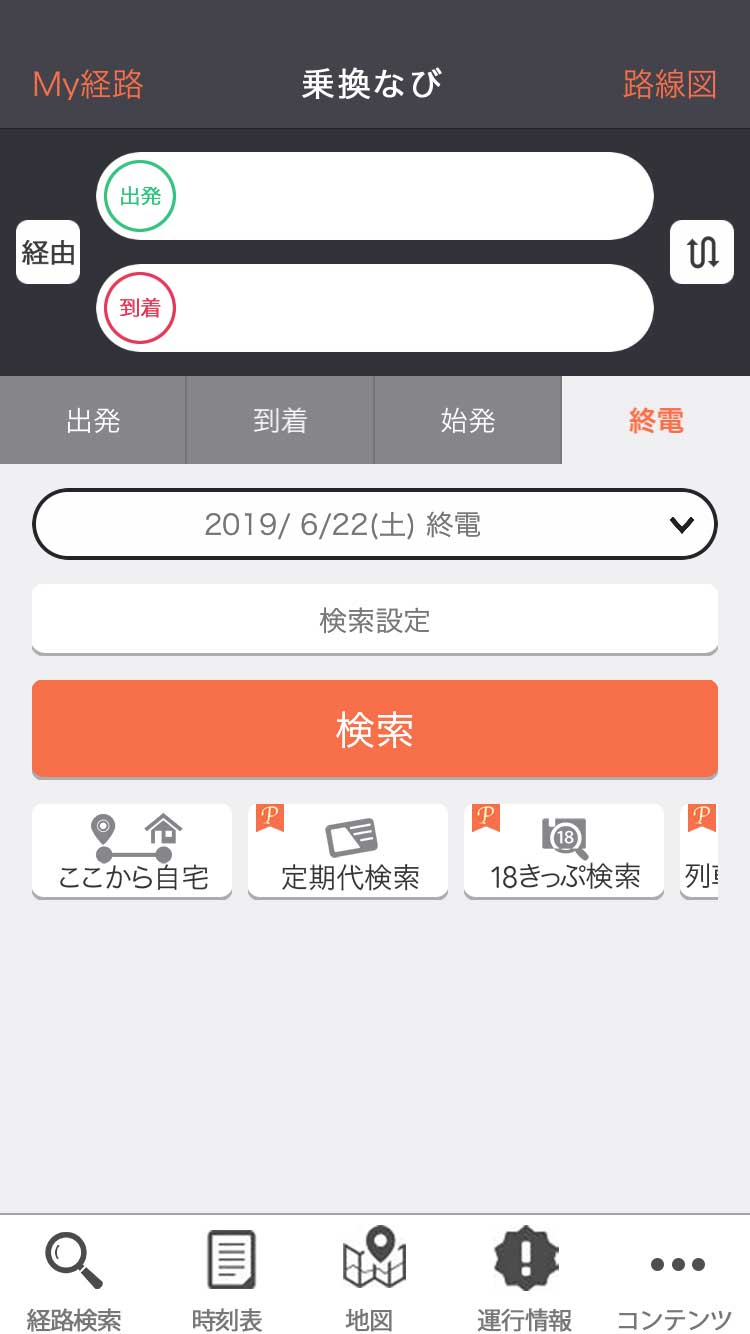 My経路 乗換なび 路線図
出発
経由
到着
出発 到着 始発 終電
2019/ 6/22(土) 終電
検索設定
検索
P P P
18
ここから自宅 定期代検索 18きっぷ検索 列車
経路検索 時刻表 地図 運行情報 コンテンツ